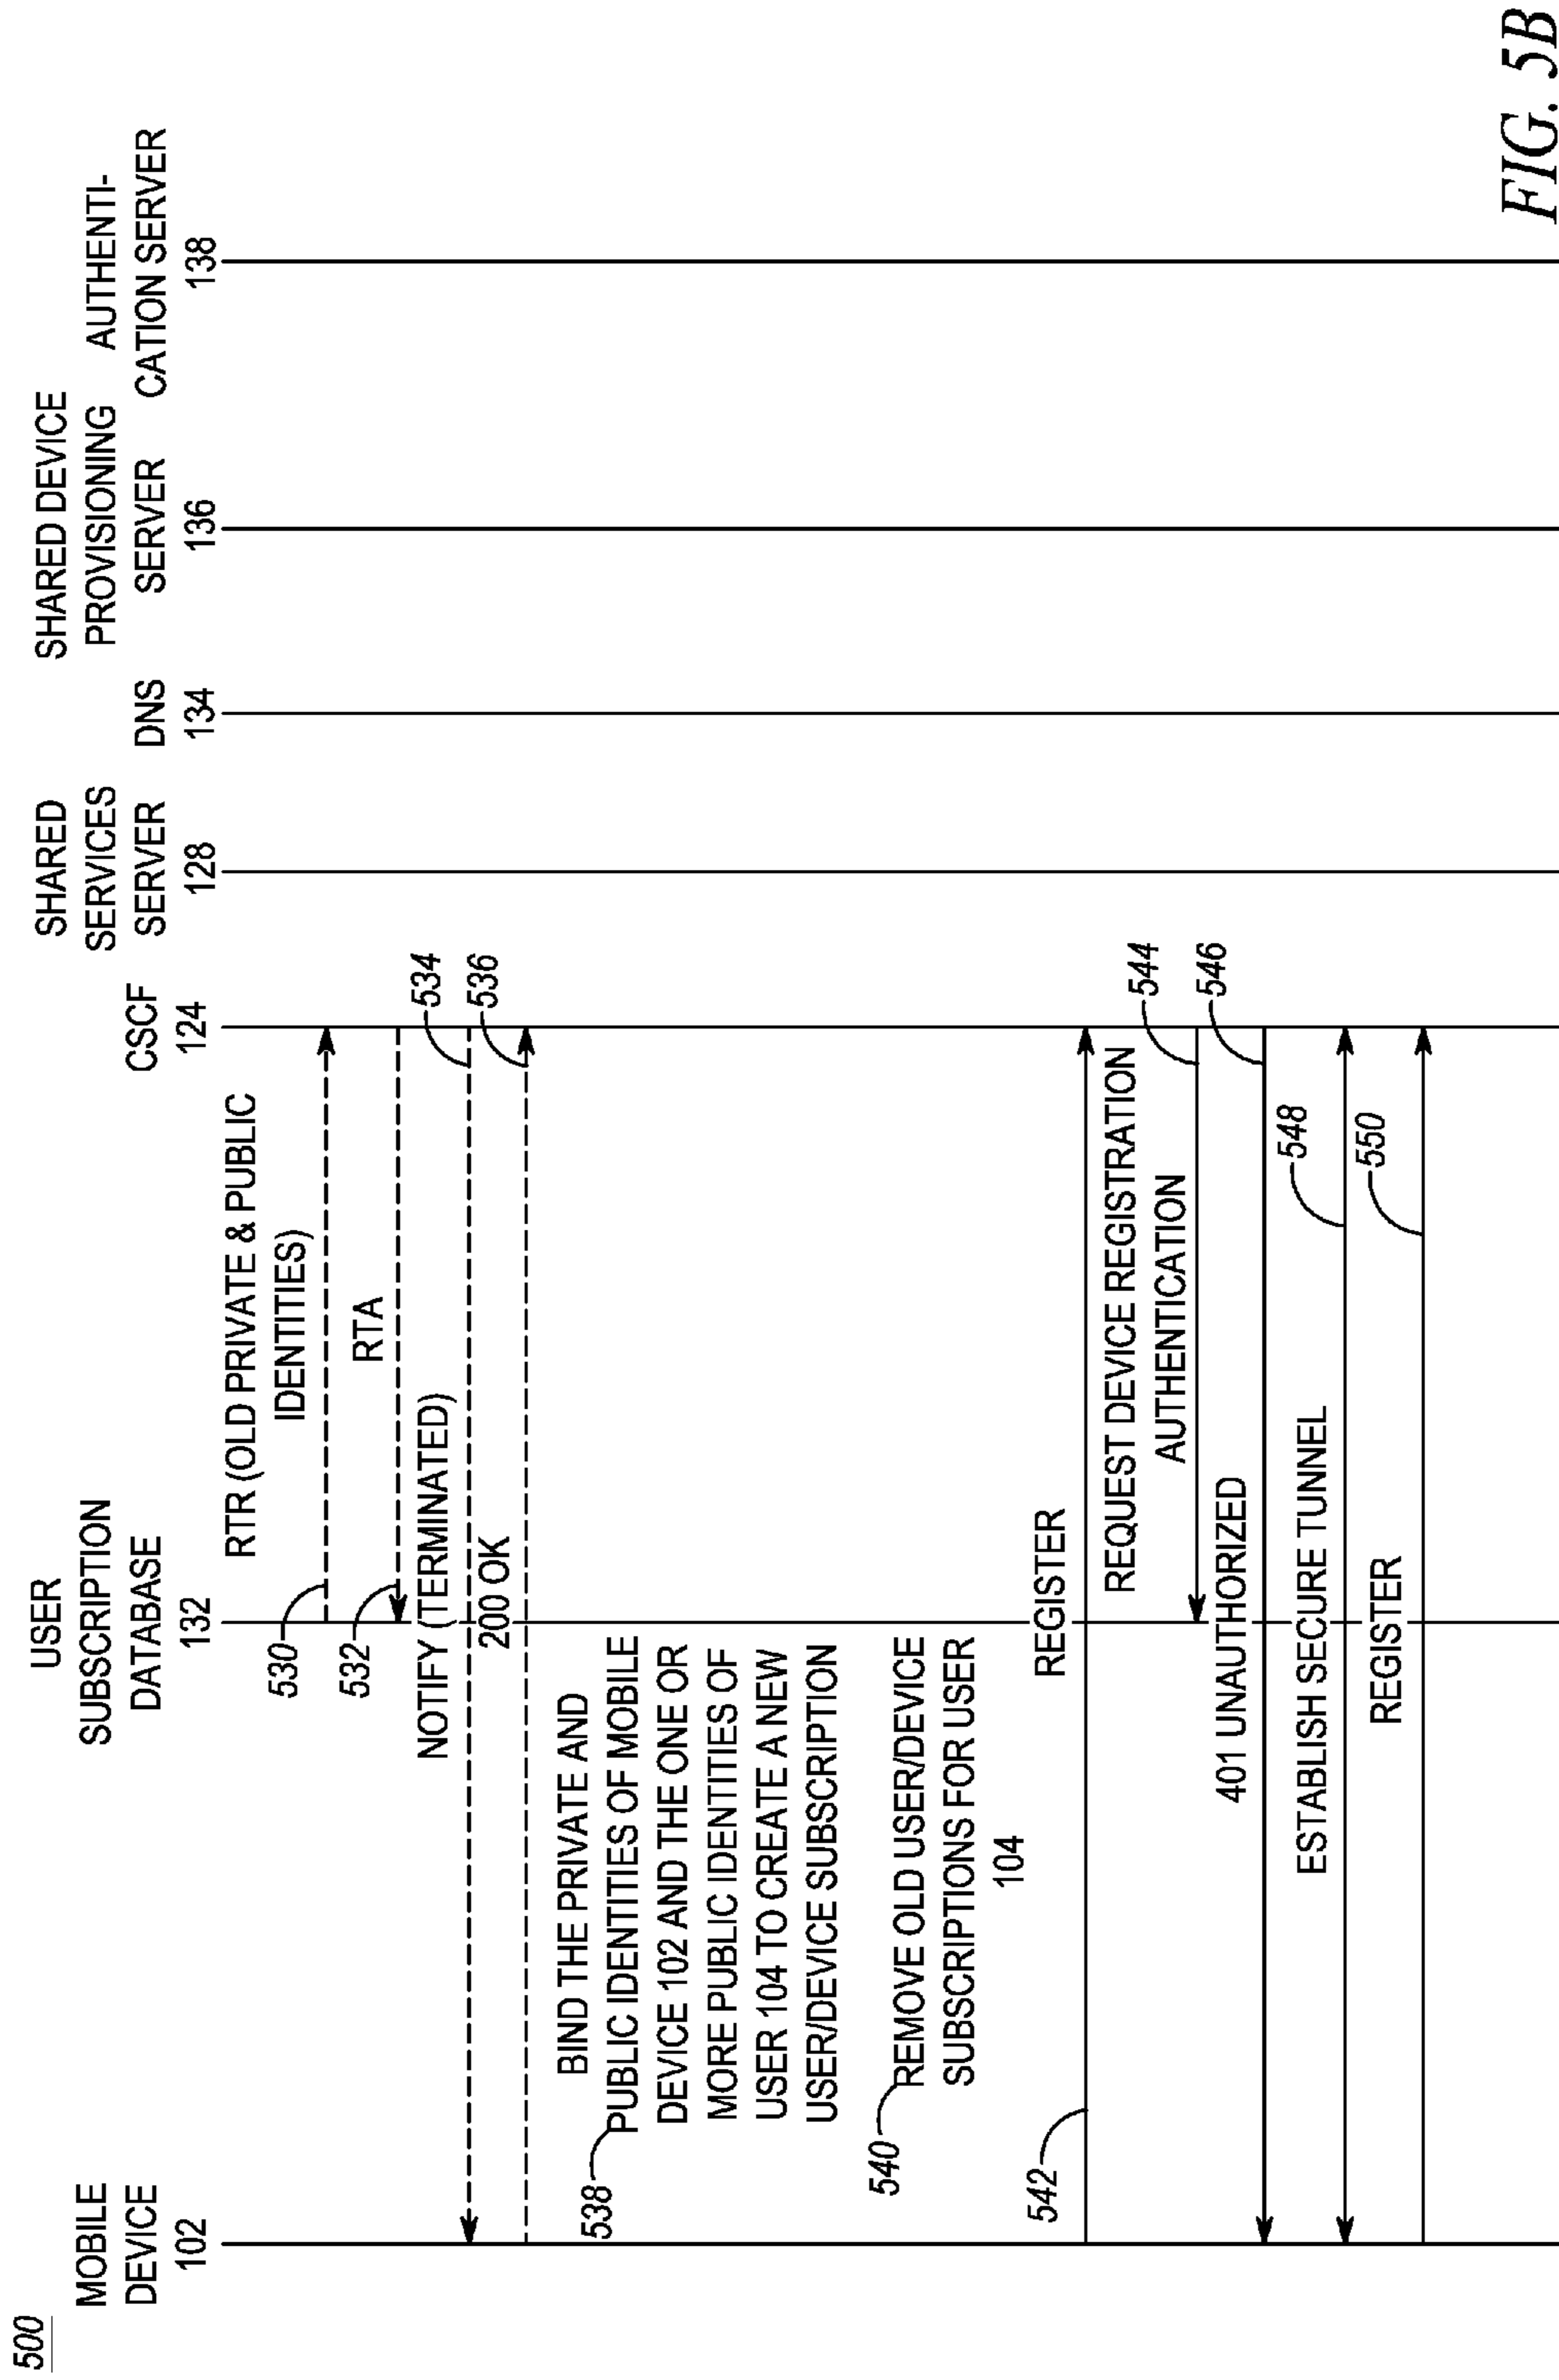 500
MOBILE
DEVICE
102
USER
SUBSCRIPTION
DATABASE
132
CSCF
124
SHARED
SERVICES
SERVER
128
DNS
134
SHARED DEVICE
PROVISIONING
SERVER
136
AUTHENTI-
CATION SERVER
138
530
RTR (OLD PRIVATE & PUBLIC
IDENTITIES)
532
RTA
NOTIFY (TERMINATED)
534
200 OK
536
538
BIND THE PRIVATE AND
PUBLIC IDENTITIES OF MOBILE
DEVICE 102 AND THE ONE OR
MORE PUBLIC IDENTITIES OF
USER 104 TO CREATE A NEW
USER/DEVICE SUBSCRIPTION
540
REMOVE OLD USER/DEVICE
SUBSCRIPTIONS FOR USER
104
542
REGISTER
REQUEST DEVICE REGISTRATION
AUTHENTICATION
544
401 UNAUTHORIZED
546
ESTABLISH SECURE TUNNEL
548
REGISTER
550
FIG. 5B